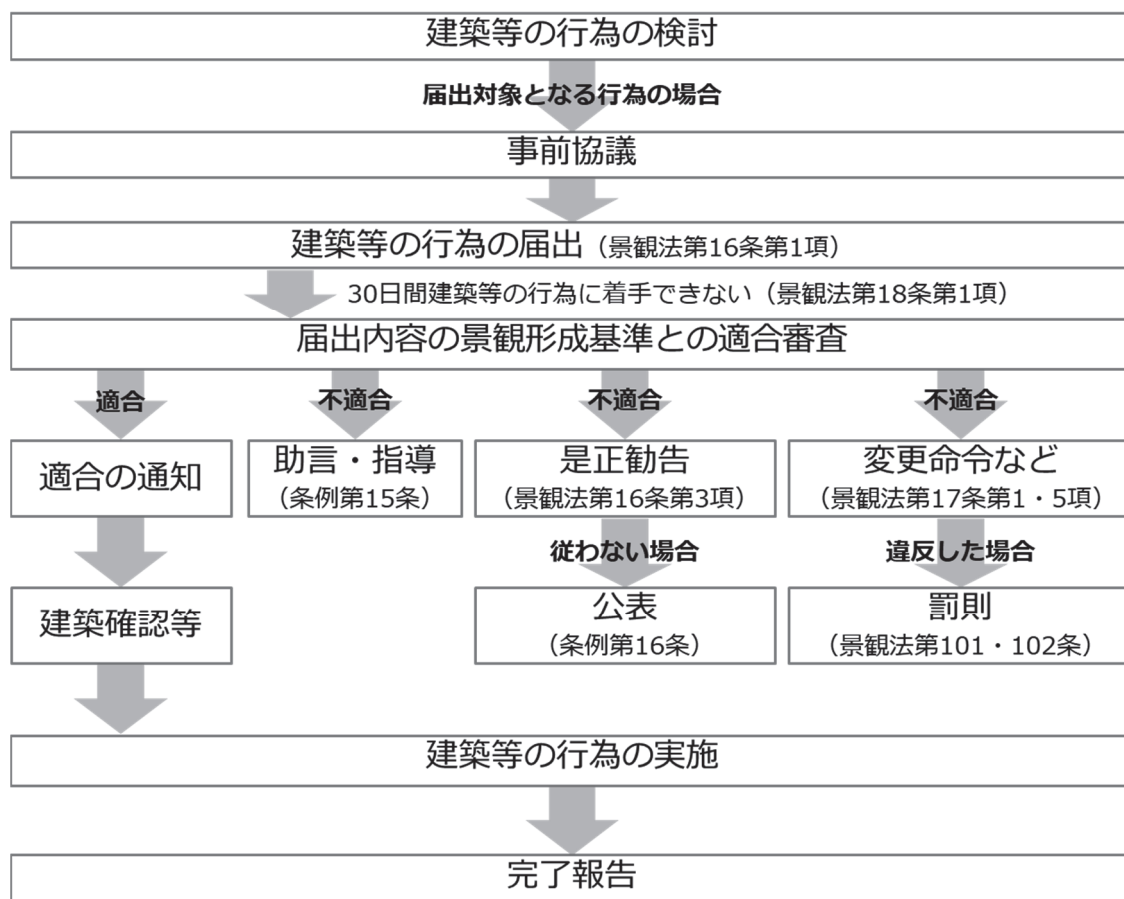 建築等の行為の検討
届出対象となる行為の場合
事前協議
建築等の行為の届出（景観法第16条第1項）
30日間建築等の行為に着手できない（景観法第18条第1項）
届出内容の景観形成基準との適合審査
適合
不適合
不適合
不適合
適合の通知
助言・指導
（条例第15条）
是正勧告
（景観法第16条第3項）
変更命令など
（景観法第17条第1・5項）
従わない場合
違反した場合
建築確認等
公表
（条例第16条）
罰則
（景観法第101・102条）
建築等の行為の実施
完了報告